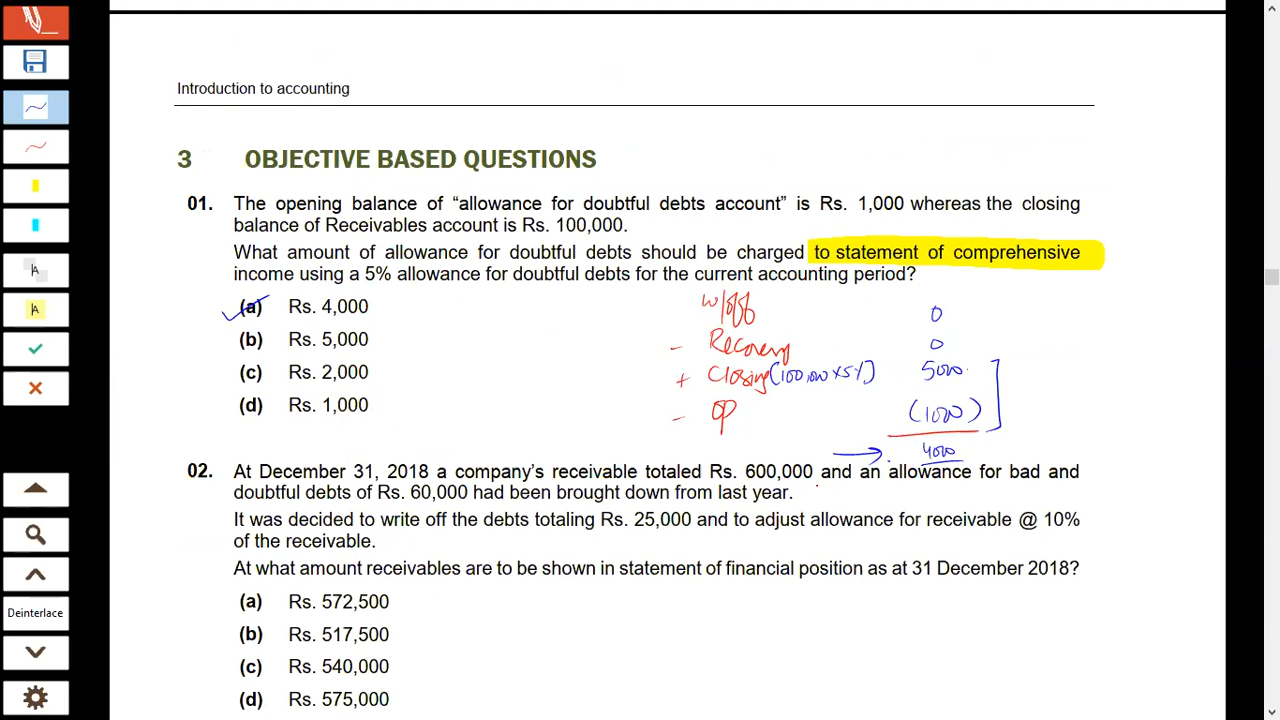 Introduction to accounting
3 OBJECTIVE BASED QUESTIONS
01. The opening balance of “allowance for doubtful debts account” is Rs. 1,000 whereas the closing
balance of Receivables account is Rs. 100,000.
What amount of allowance for doubtful debts should be charged to statement of comprehensive
income using a 5% allowance for doubtful debts for the current accounting period?
(a) Rs. 4,000
(b) Rs. 5,000
(c) Rs. 2,000
(d) Rs. 1,000
w/off 0
- Recovery 0
+ Closing (100,000 x 5%) 5000
- OP (1000)
4000
02. At December 31, 2018 a company’s receivable totaled Rs. 600,000 and an allowance for bad and
doubtful debts of Rs. 60,000 had been brought down from last year.
It was decided to write off the debts totaling Rs. 25,000 and to adjust allowance for receivable @ 10%
of the receivable.
At what amount receivables are to be shown in statement of financial position as at 31 December 2018?
(a) Rs. 572,500
(b) Rs. 517,500
(c) Rs. 540,000
(d) Rs. 575,000
A
A
Deinterlace